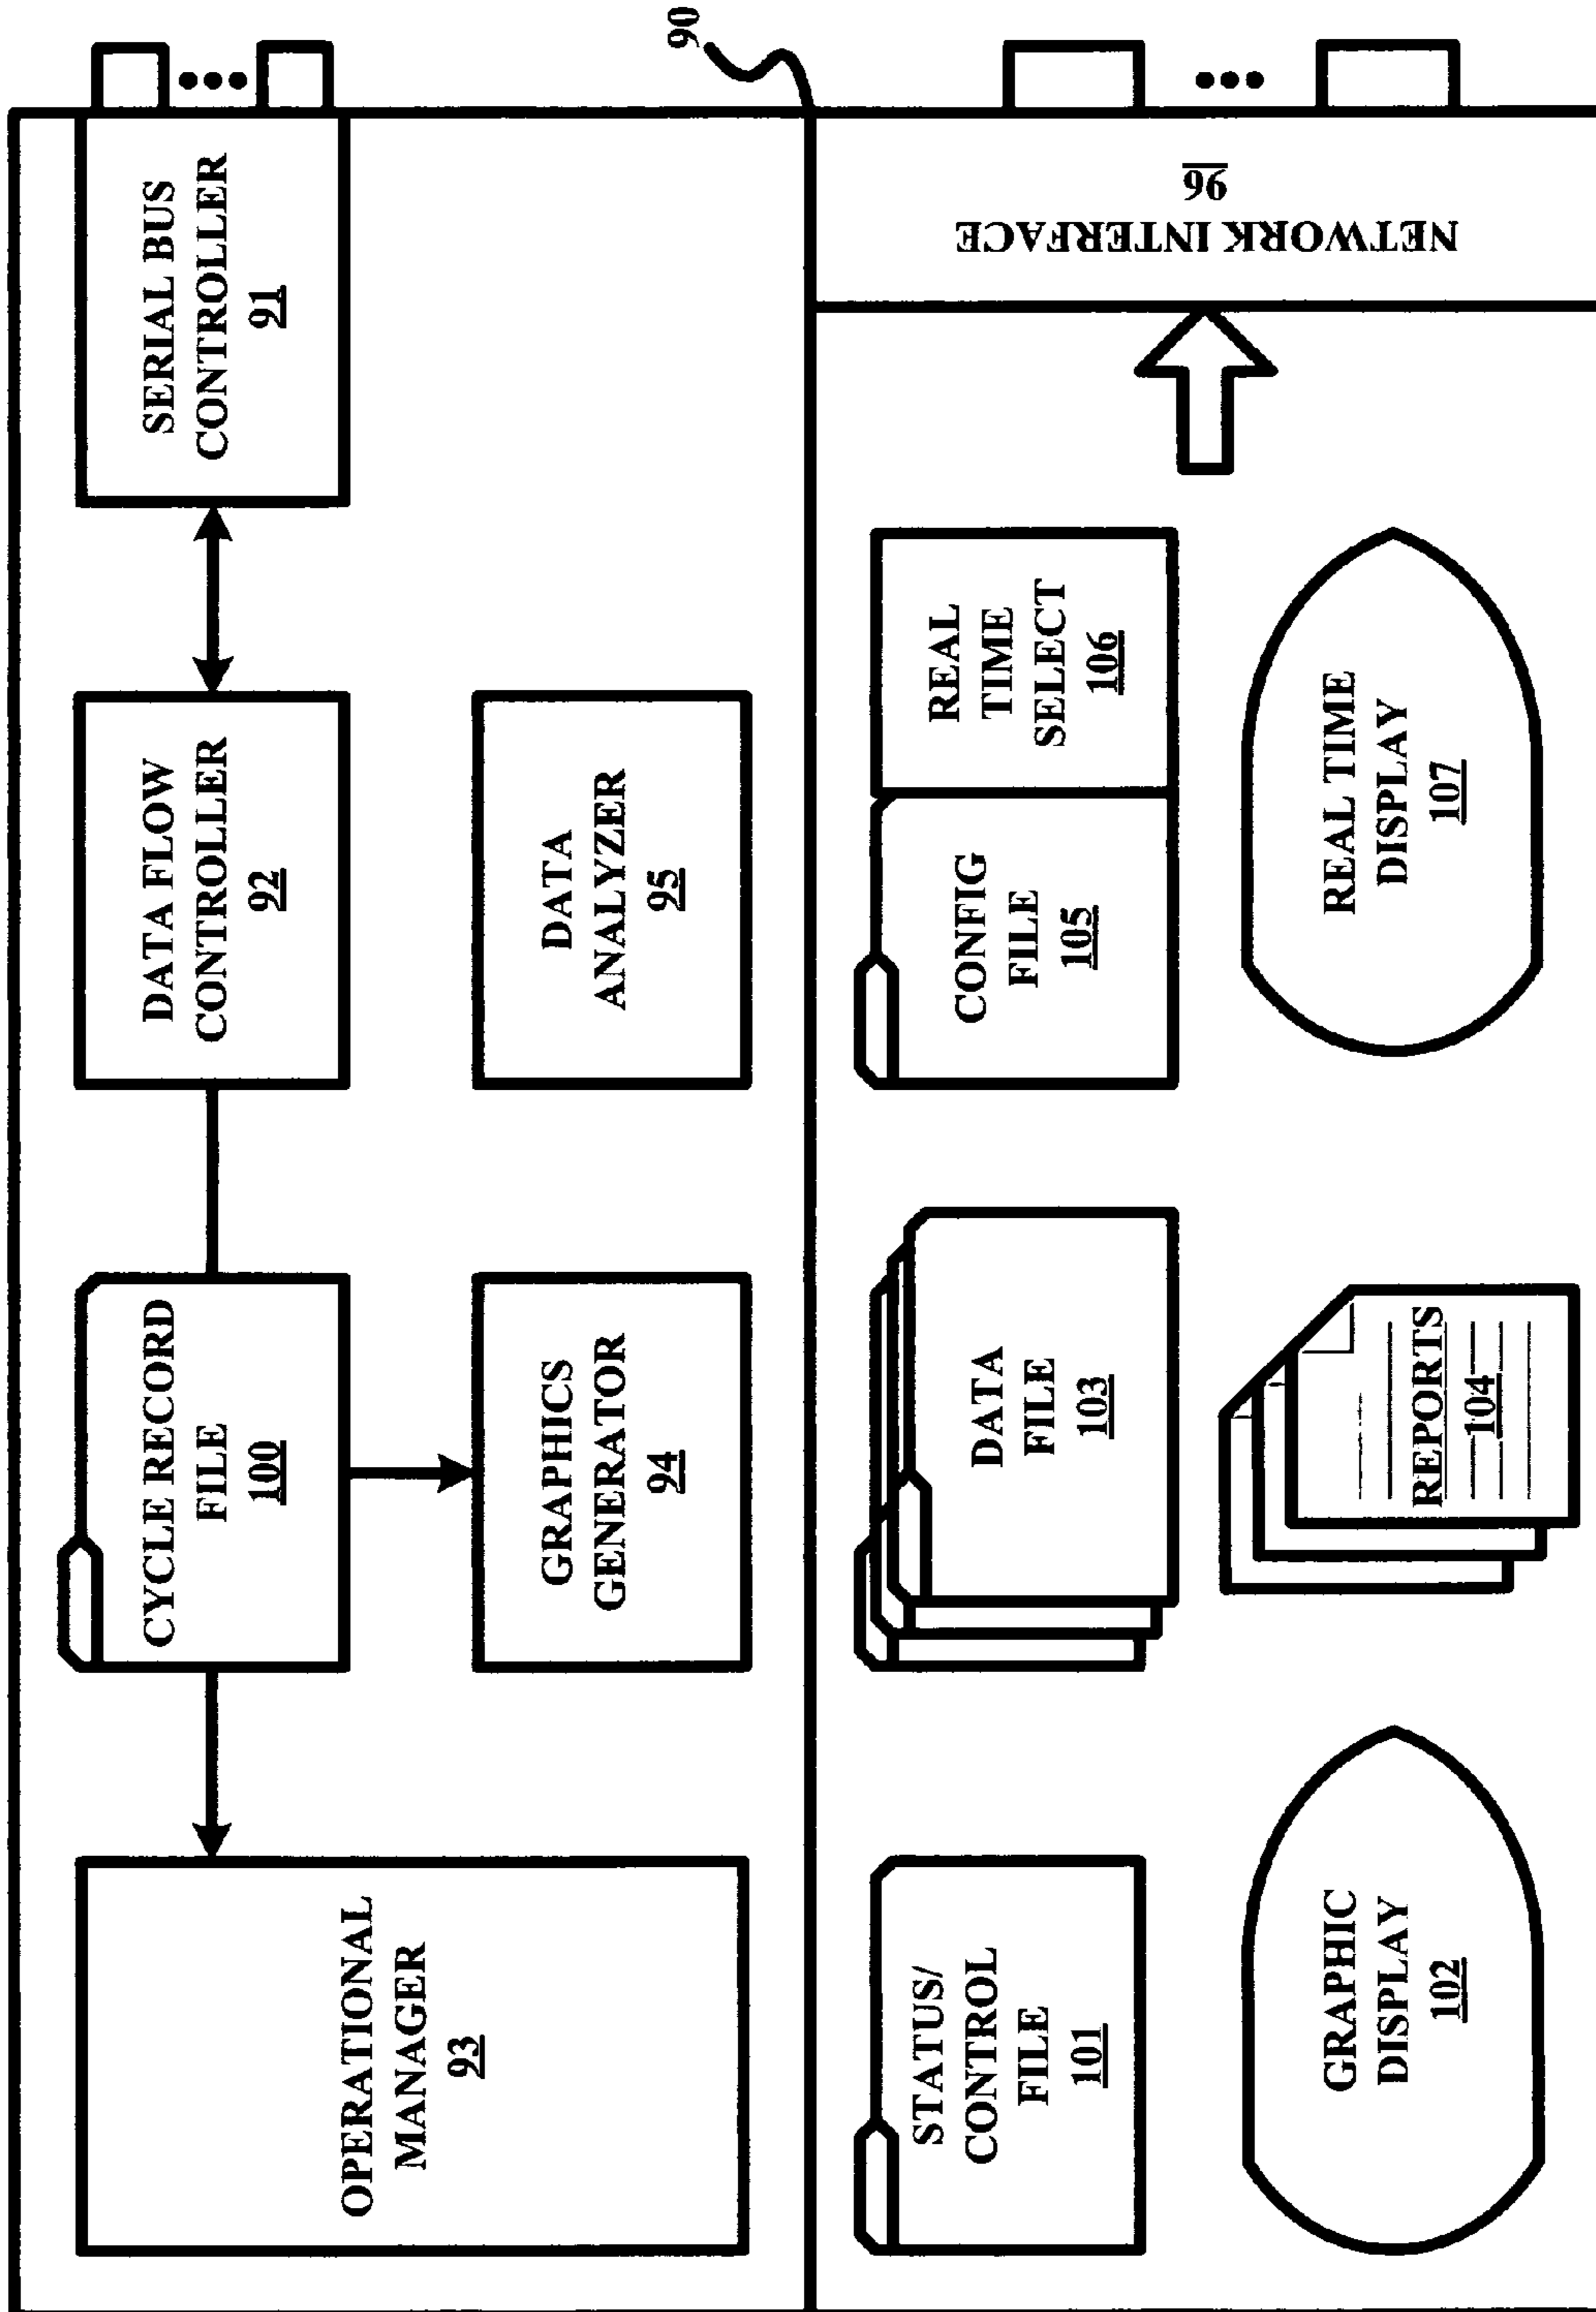 OPERATIONAL
MANAGER
93
CYCLE RECORD
FILE
100
DATA FLOW
CONTROLLER
92
SERIAL BUS
CONTROLLER
91
GRAPHICS
GENERATOR
94
DATA
ANALYZER
95
90
STATUS/
CONTROL
FILE
101
DATA
FILE
103
CONFIG
FILE
105
REAL
TIME
SELECT
106
NETWORK INTERFACE
96
GRAPHIC
DISPLAY
102
REPORTS
104
REAL TIME
DISPLAY
107